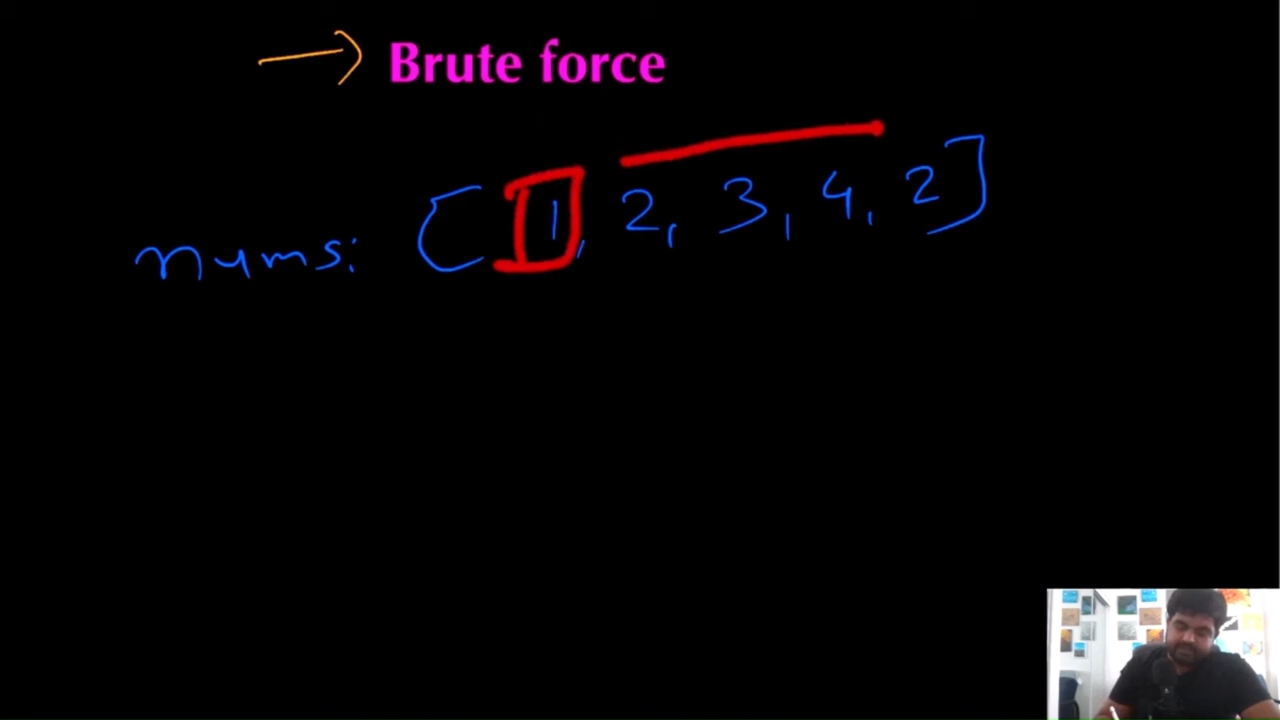 Brute force
nums: [ 1, 2, 3, 4, 2]